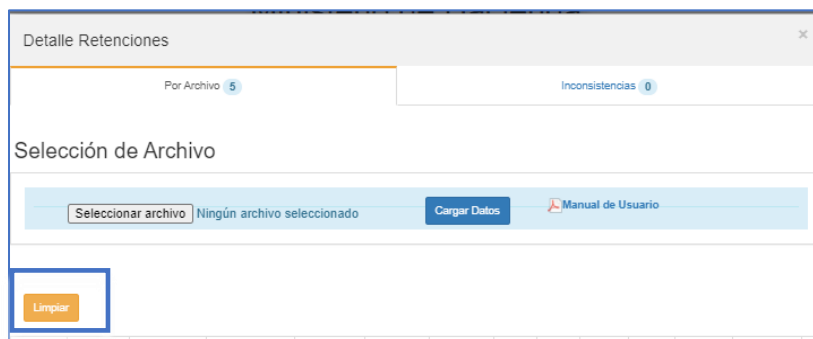 Detalle Retenciones
×
Por Archivo 5
Inconsistencias 0
Selección de Archivo
Seleccionar archivo Ningún archivo seleccionado
Cargar Datos
Manual de Usuario
Limpiar